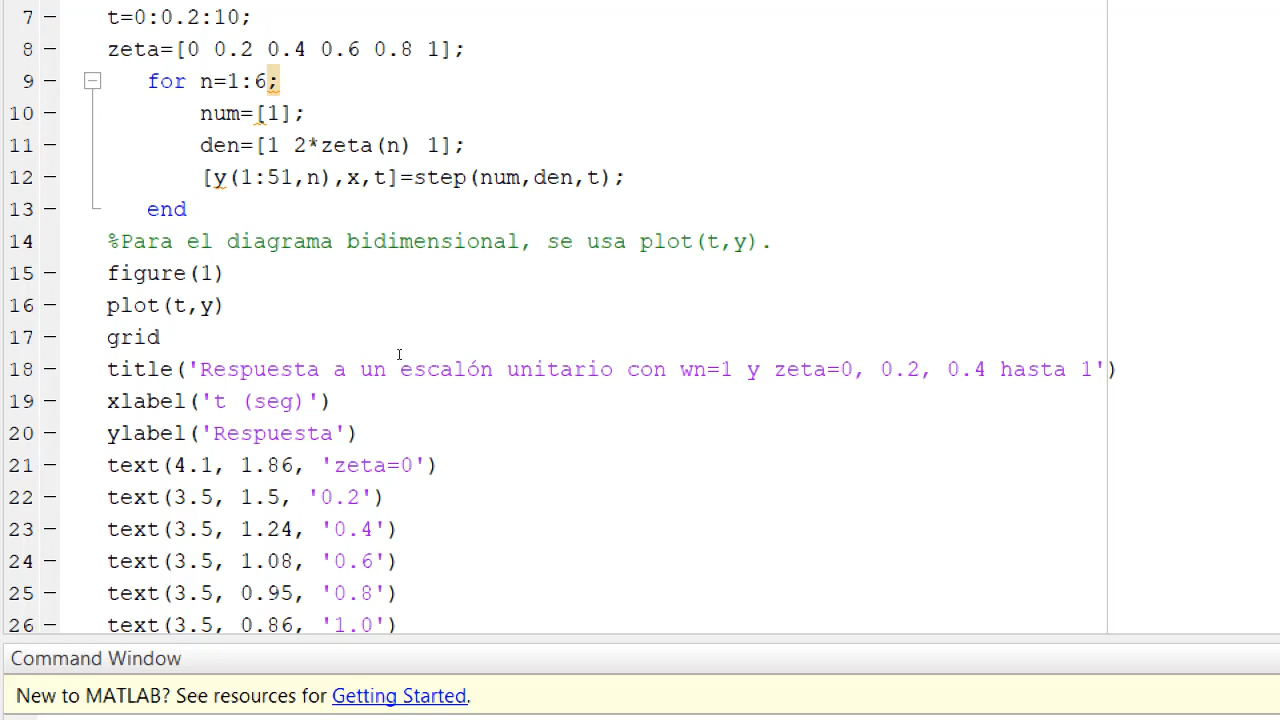 7 – t=0:0.2:10;
8 – zeta=[0 0.2 0.4 0.6 0.8 1];
9 – for n=1:6;
10 – num=[1];
11 – den=[1 2*zeta(n) 1];
12 – [y(1:51,n),x,t]=step(num,den,t);
13 – end
14 %Para el diagrama bidimensional, se usa plot(t,y).
15 – figure(1)
16 – plot(t,y)
17 – grid
18 – title('Respuesta a un escalón unitario con wn=1 y zeta=0, 0.2, 0.4 hasta 1')
19 – xlabel('t (seg)')
20 – ylabel('Respuesta')
21 – text(4.1, 1.86, 'zeta=0')
22 – text(3.5, 1.5, '0.2')
23 – text(3.5, 1.24, '0.4')
24 – text(3.5, 1.08, '0.6')
25 – text(3.5, 0.95, '0.8')
26 – text(3.5, 0.86, '1.0')
Command Window
New to MATLAB? See resources for Getting Started.